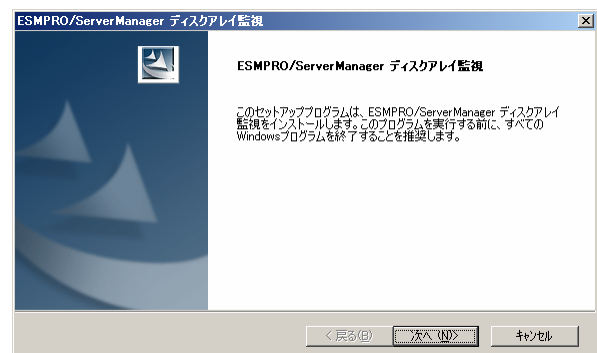 ESMPRO/ServerManager ディスクアレイ監視
ESMPRO/ServerManager ディスクアレイ監視
このセットアッププログラムは、ESMPRO/ServerManager ディスクアレイ
監視をインストールします。このプログラムを実行する前に、すべての
Windowsプログラムを終了することを推奨します。
< 戻る(B)
次へ (N)>
キャンセル